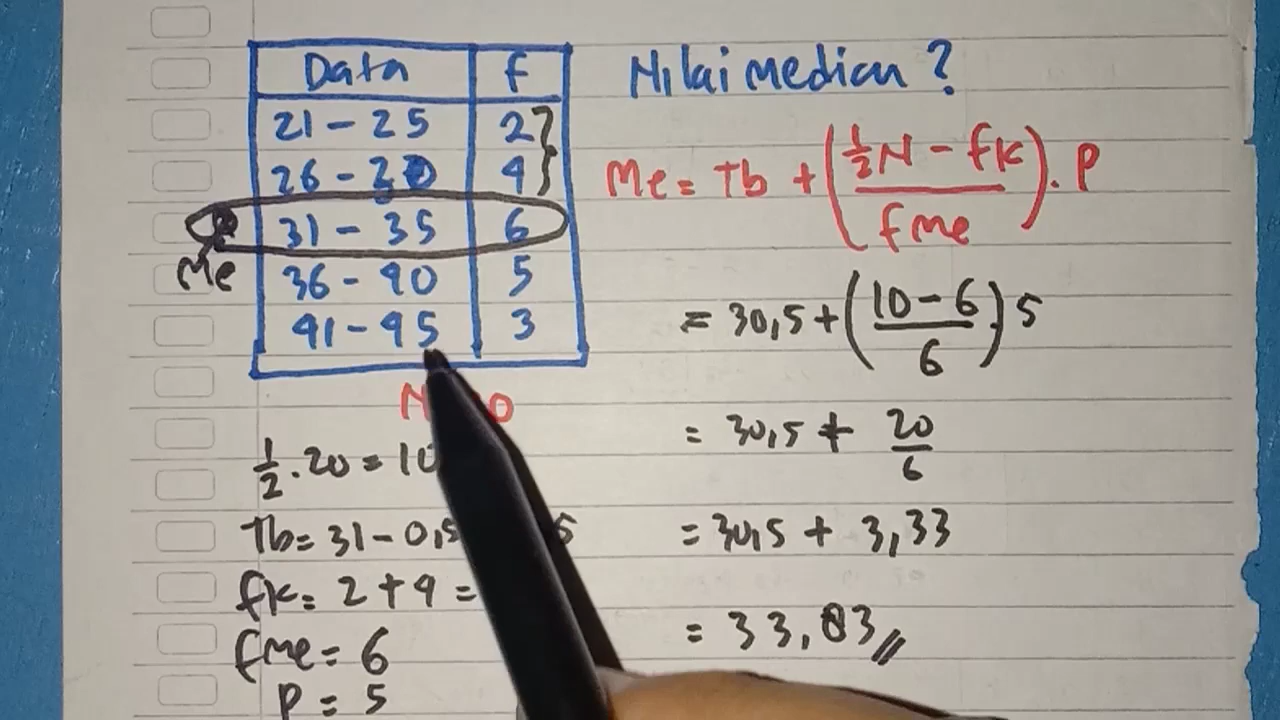 Data f
21 - 25 2
26 - 30 4
31 - 35 6
Me
36 - 40 5
41 - 45 3
½ . 20 = 10
Tb = 31 - 0,5
fk = 2 + 4 =
fme = 6
P = 5
Nilai median ?
Me = Tb + (½N - fk / fme) . P
= 30,5 + (10 - 6 / 6) . 5
= 30,5 + 20/6
= 30,5 + 3,33
= 33,83 //